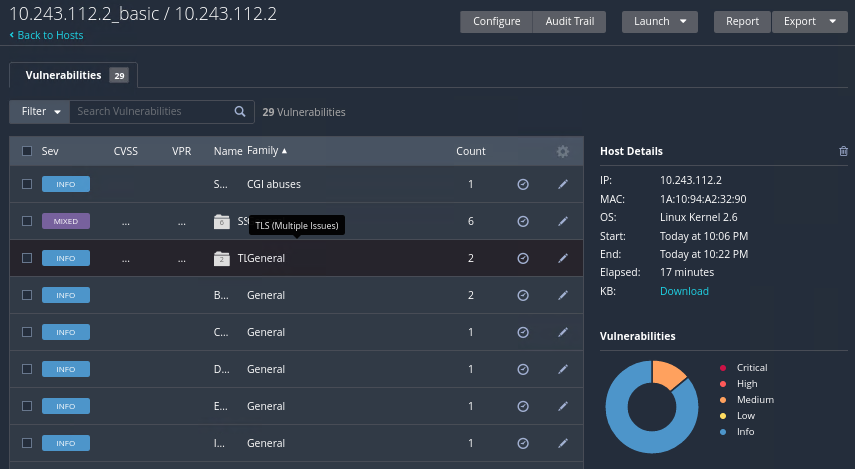 10.243.112.2_basic / 10.243.112.2
Configure Audit Trail Launch Report Export
Back to Hosts
Vulnerabilities 29
Filter Search Vulnerabilities 29 Vulnerabilities
Sev CVSS VPR Name Family Count
INFO S... CGI abuses 1
MIXED ... ... 6 SS 6
TLS (Multiple Issues)
INFO ... ... 2 TL General 2
INFO B... General 2
INFO C... General 1
INFO D... General 1
INFO E... General 1
INFO I... General 1
Host Details
IP: 10.243.112.2
MAC: 1A:10:94:A2:32:90
OS: Linux Kernel 2.6
Start: Today at 10:06 PM
End: Today at 10:22 PM
Elapsed: 17 minutes
KB: Download
Vulnerabilities
Critical
High
Medium
Low
Info